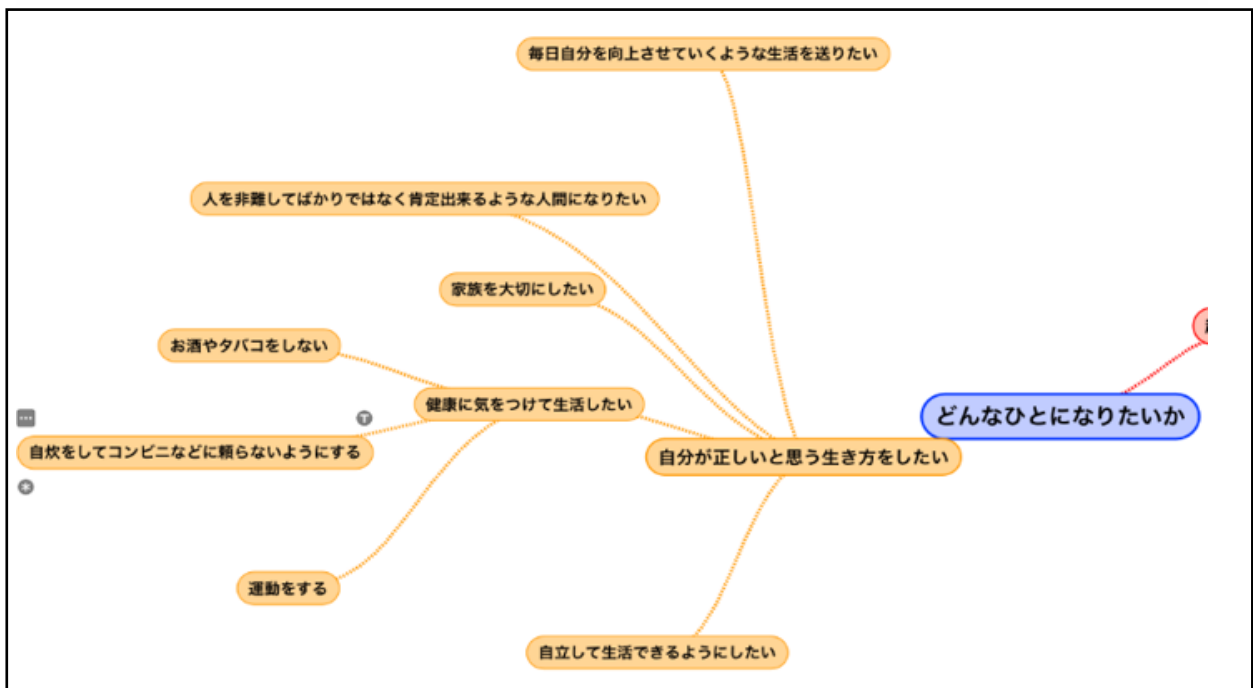 毎日自分を向上させていくような生活を送りたい
人を非難してばかりではなく肯定出来るような人間になりたい
家族を大切にしたい
お酒やタバコをしない
健康に気をつけて生活したい
どんなひとになりたいか
自炊をしてコンビニなどに頼らないようにする
自分が正しいと思う生き方をしたい
運動をする
自立して生活できるようにしたい